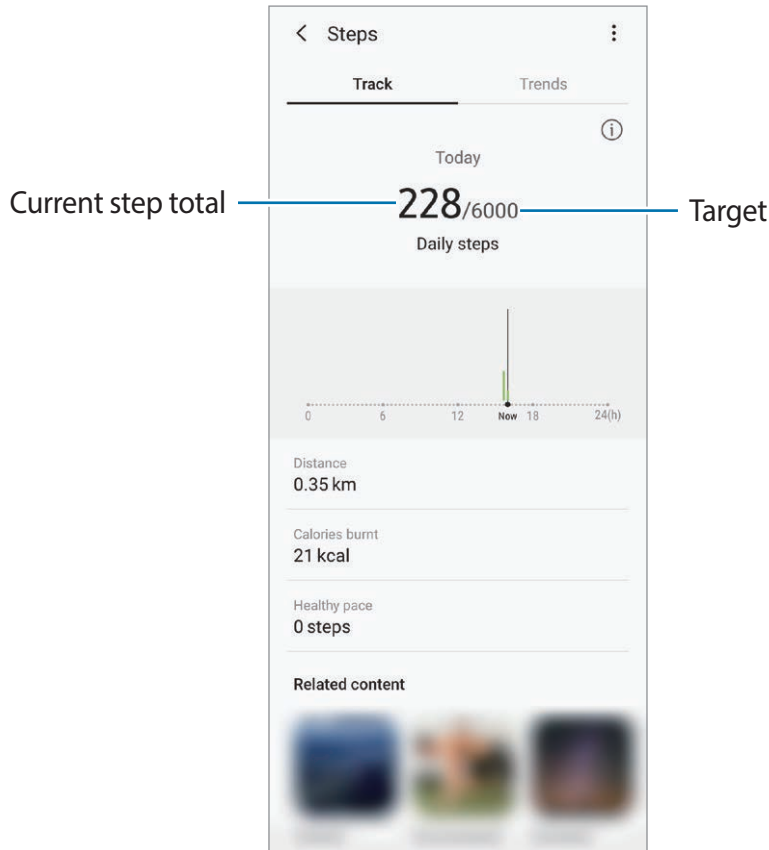 Steps
Track Trends
Today
Current step total 228/6000 Target
Daily steps
0 6 12 Now 18 24(h)
Distance
0.35 km
Calories burnt
21 kcal
Healthy pace
0 steps
Related content